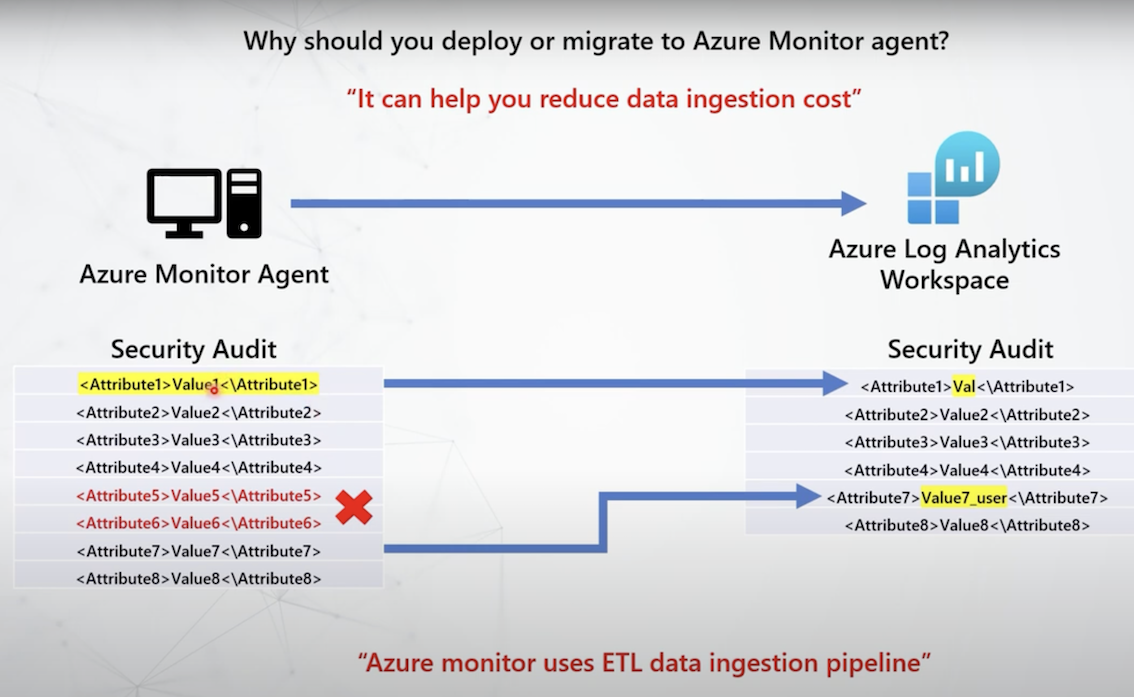 Why should you deploy or migrate to Azure Monitor agent?
“It can help you reduce data ingestion cost”
Azure Monitor Agent
Azure Log Analytics
Workspace
Security Audit
<Attribute1>Value1<\Attribute1>
<Attribute2>Value2<\Attribute2>
<Attribute3>Value3<\Attribute3>
<Attribute4>Value4<\Attribute4>
<Attribute5>Value5<\Attribute5>
<Attribute6>Value6<\Attribute6>
<Attribute7>Value7<\Attribute7>
<Attribute8>Value8<\Attribute8>
Security Audit
<Attribute1>Val<\Attribute1>
<Attribute2>Value2<\Attribute2>
<Attribute3>Value3<\Attribute3>
<Attribute4>Value4<\Attribute4>
<Attribute7>Value7_user<\Attribute7>
<Attribute8>Value8<\Attribute8>
“Azure monitor uses ETL data ingestion pipeline”